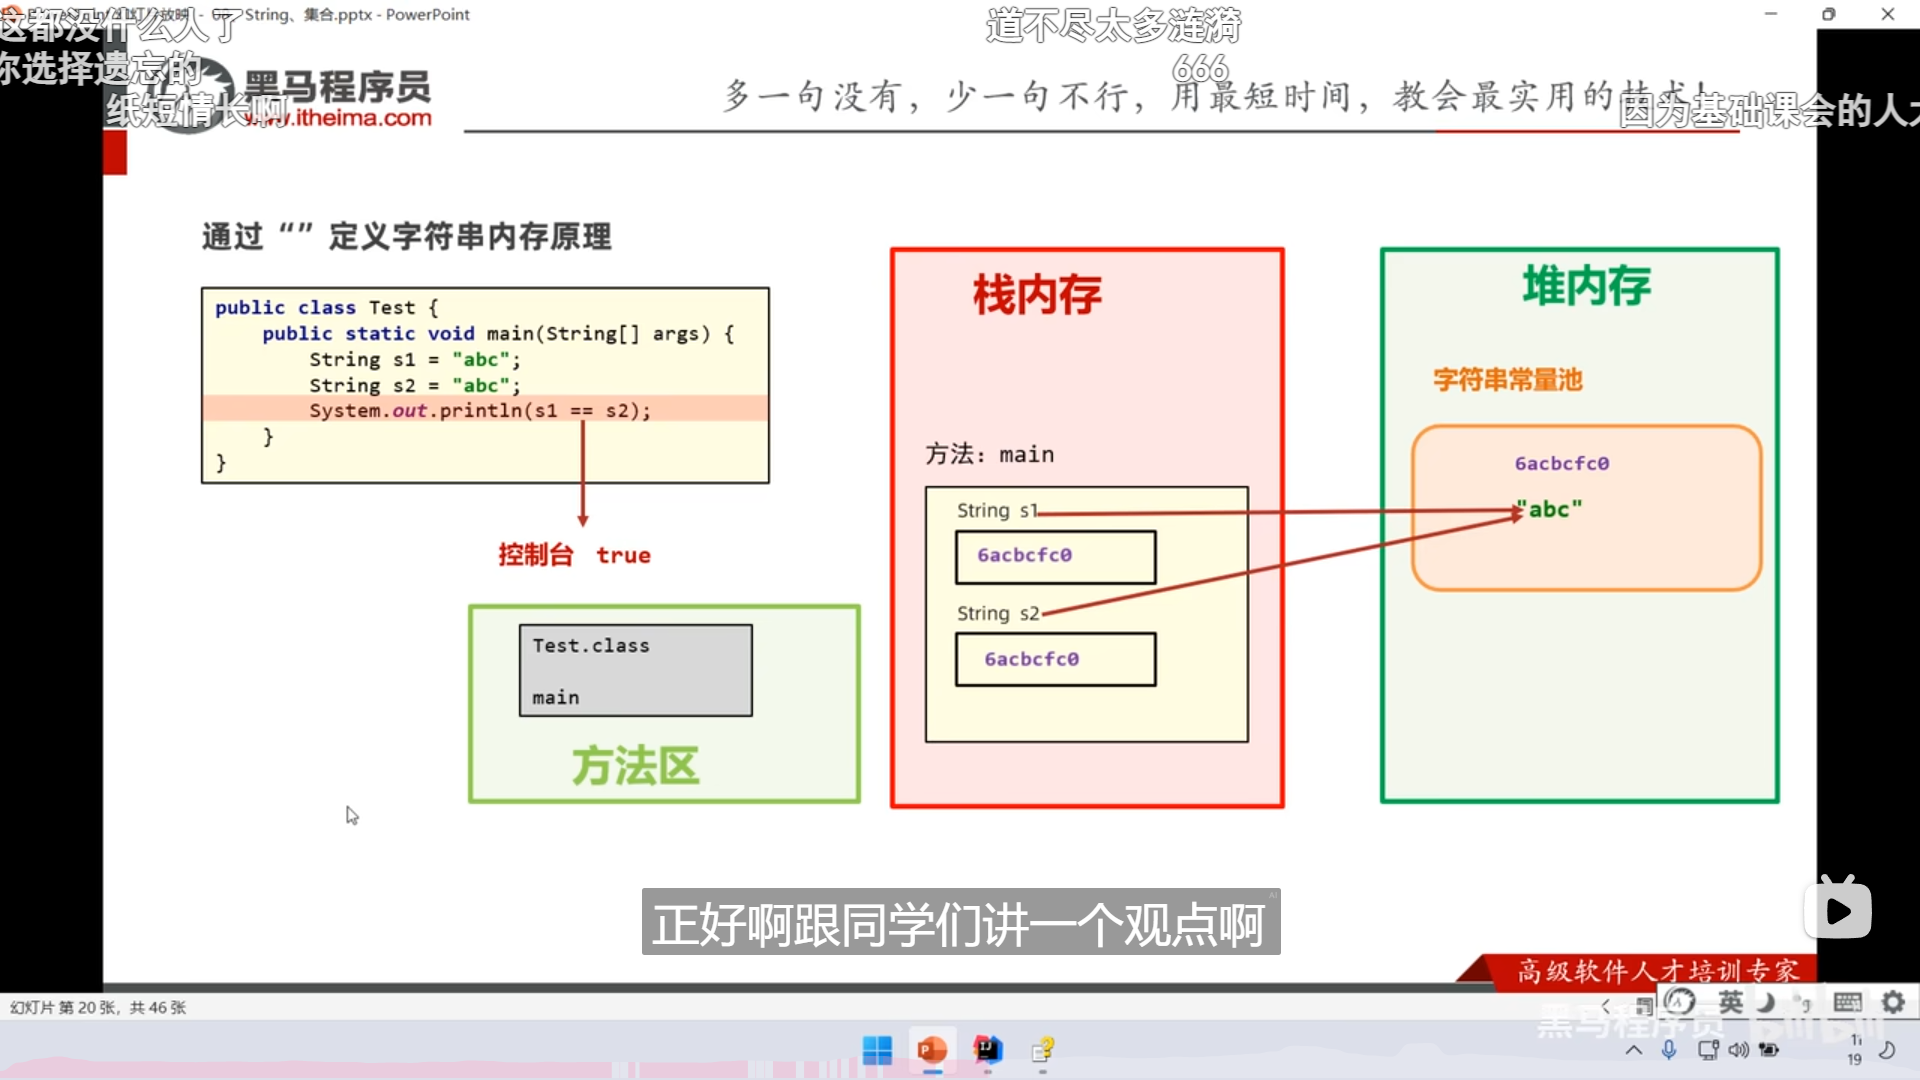 String、集合.pptx - PowerPoint
这都没什么人了
道不尽太多涟漪
你选择遗忘的
666
纸短情长啊
因为基础课会的人太
黑马程序员
www.itheima.com
多一句没有，少一句不行，用最短时间，教会最实用的技术！
通过“”定义字符串内存原理
public class Test {
public static void main(String[] args) {
String s1 = "abc";
String s2 = "abc";
System.out.println(s1 == s2);
}
}
控制台 true
Test.class
main
方法区
栈内存
方法：main
String s1
6acbcfc0
String s2
6acbcfc0
堆内存
字符串常量池
6acbcfc0
"abc"
正好啊跟同学们讲一个观点啊
高级软件人才培训专家
幻灯片 第 20 张，共 46 张
英
黑马程序员 bilibili
19